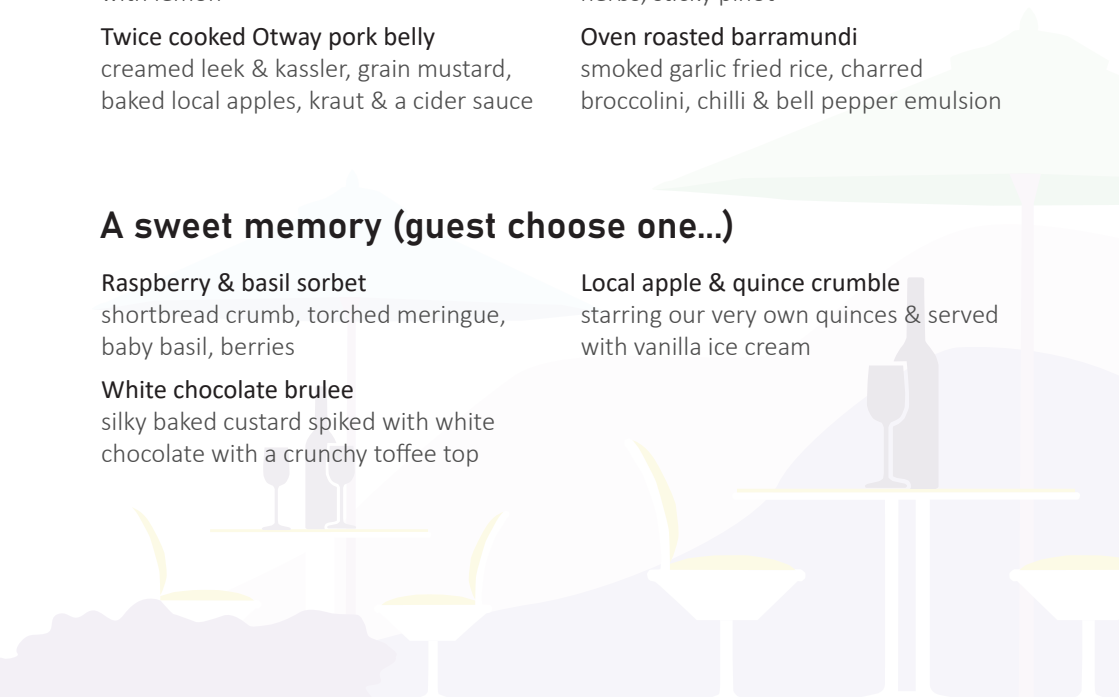 Twice cooked Otway pork belly
creamed leek & kassler, grain mustard,
baked local apples, kraut & a cider sauce
Oven roasted barramundi
smoked garlic fried rice, charred
broccolini, chilli & bell pepper emulsion
A sweet memory (guest choose one...)
Raspberry & basil sorbet
shortbread crumb, torched meringue,
baby basil, berries
White chocolate brulee
silky baked custard spiked with white
chocolate with a crunchy toffee top
Local apple & quince crumble
starring our very own quinces & served
with vanilla ice cream